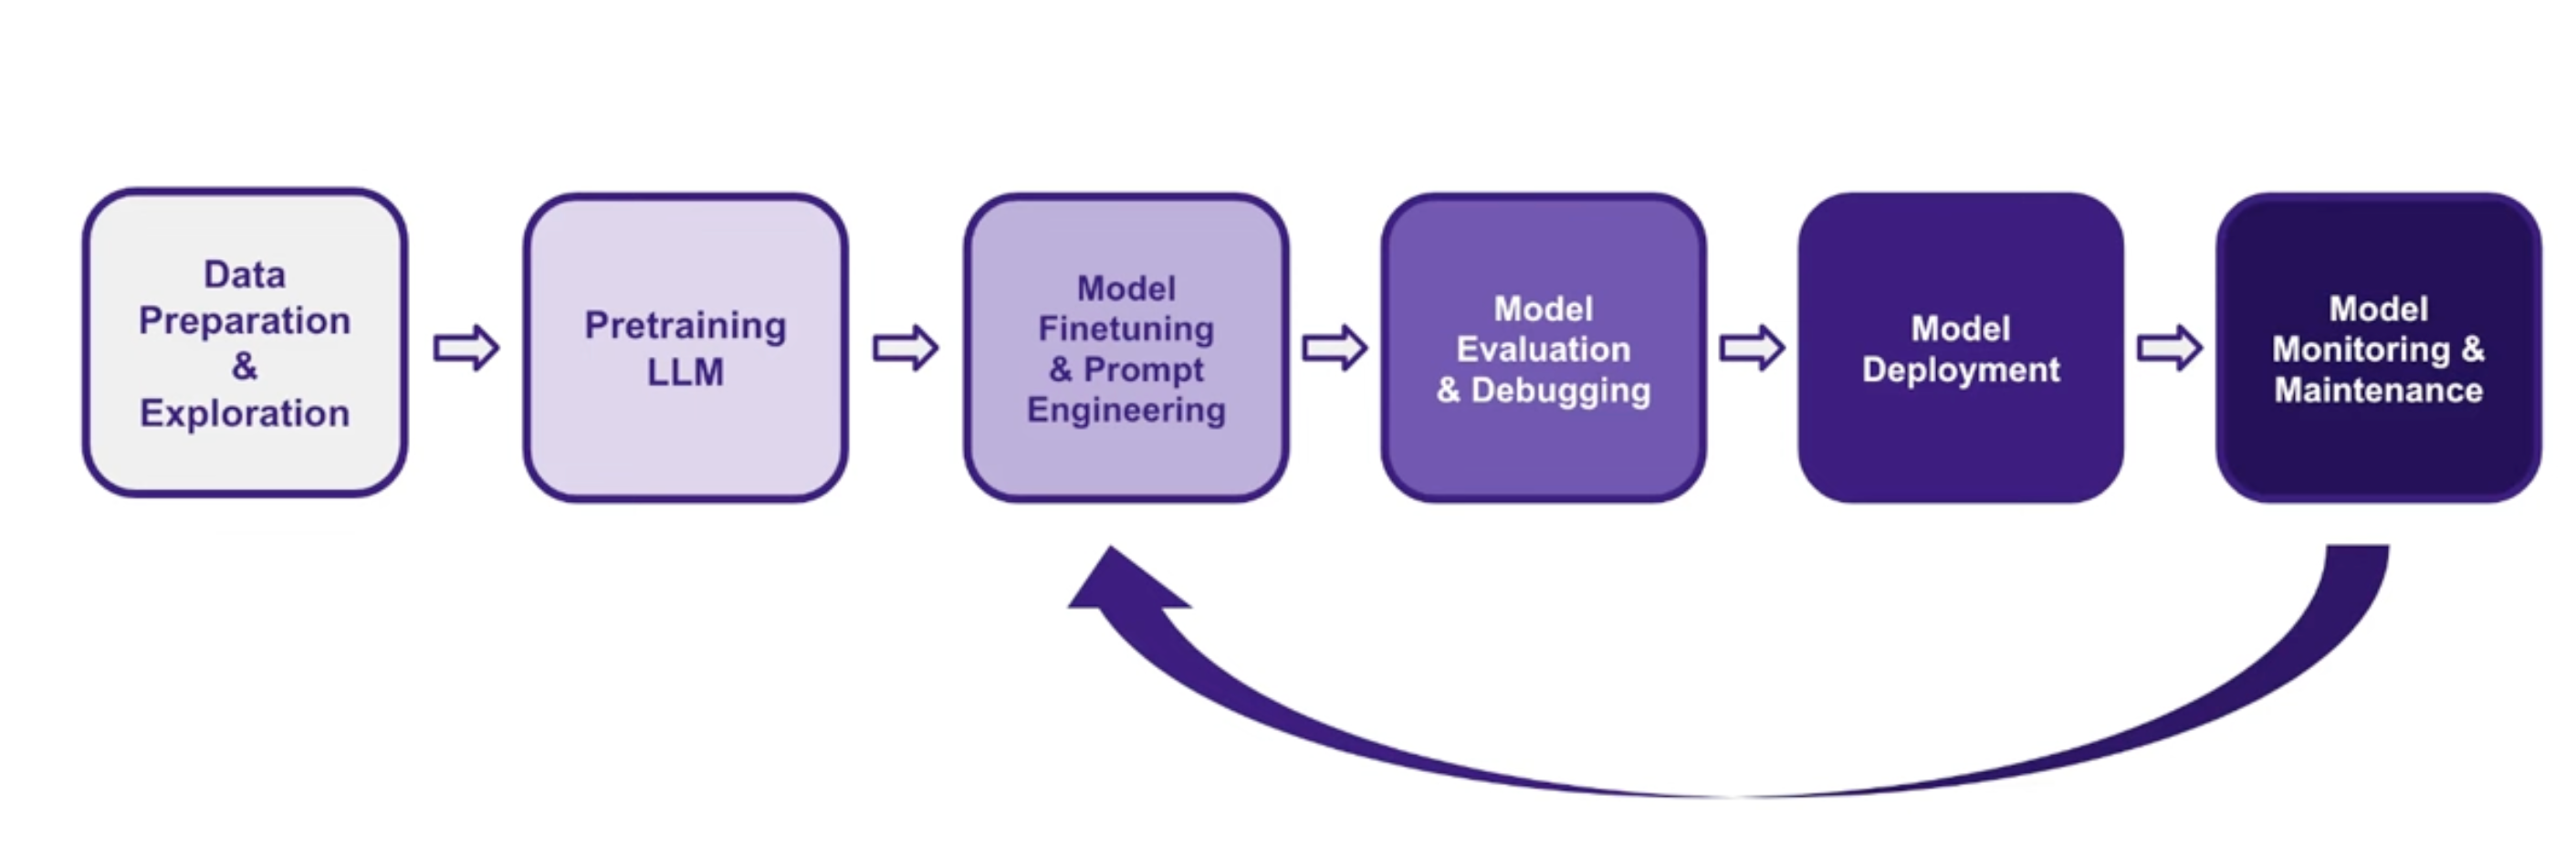 Data
Preparation
&
Exploration
Pretraining
LLM
Model
Finetuning
& Prompt
Engineering
Model
Evaluation
& Debugging
Model
Deployment
Model
Monitoring &
Maintenance